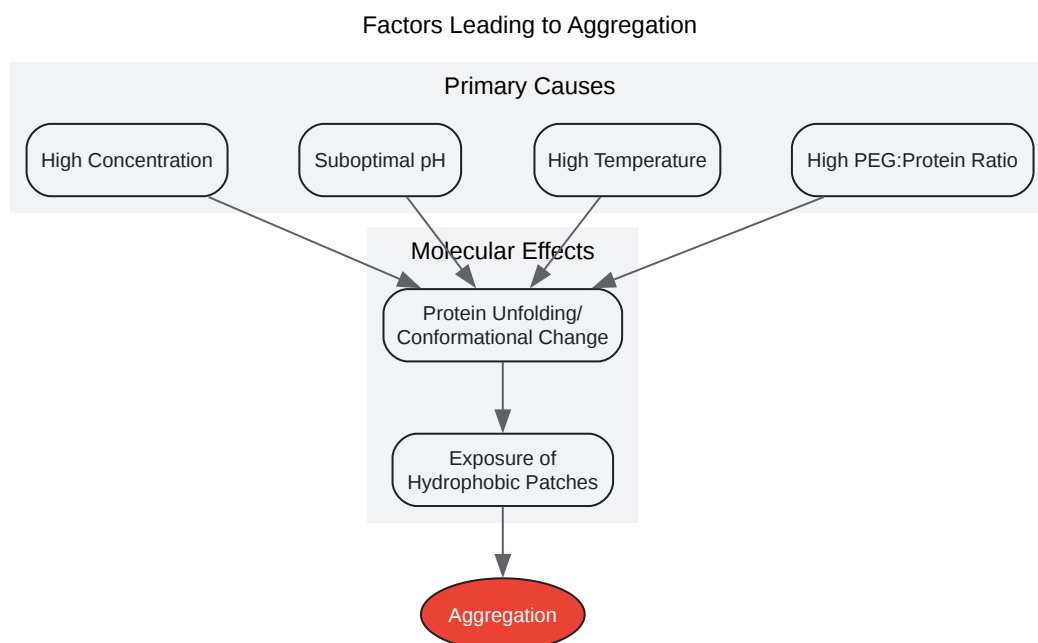 Factors Leading to Aggregation
Primary Causes
High Concentration
Suboptimal pH
High Temperature
High PEG:Protein Ratio
Molecular Effects
Protein Unfolding/
Conformational Change
Exposure of
Hydrophobic Patches
Aggregation